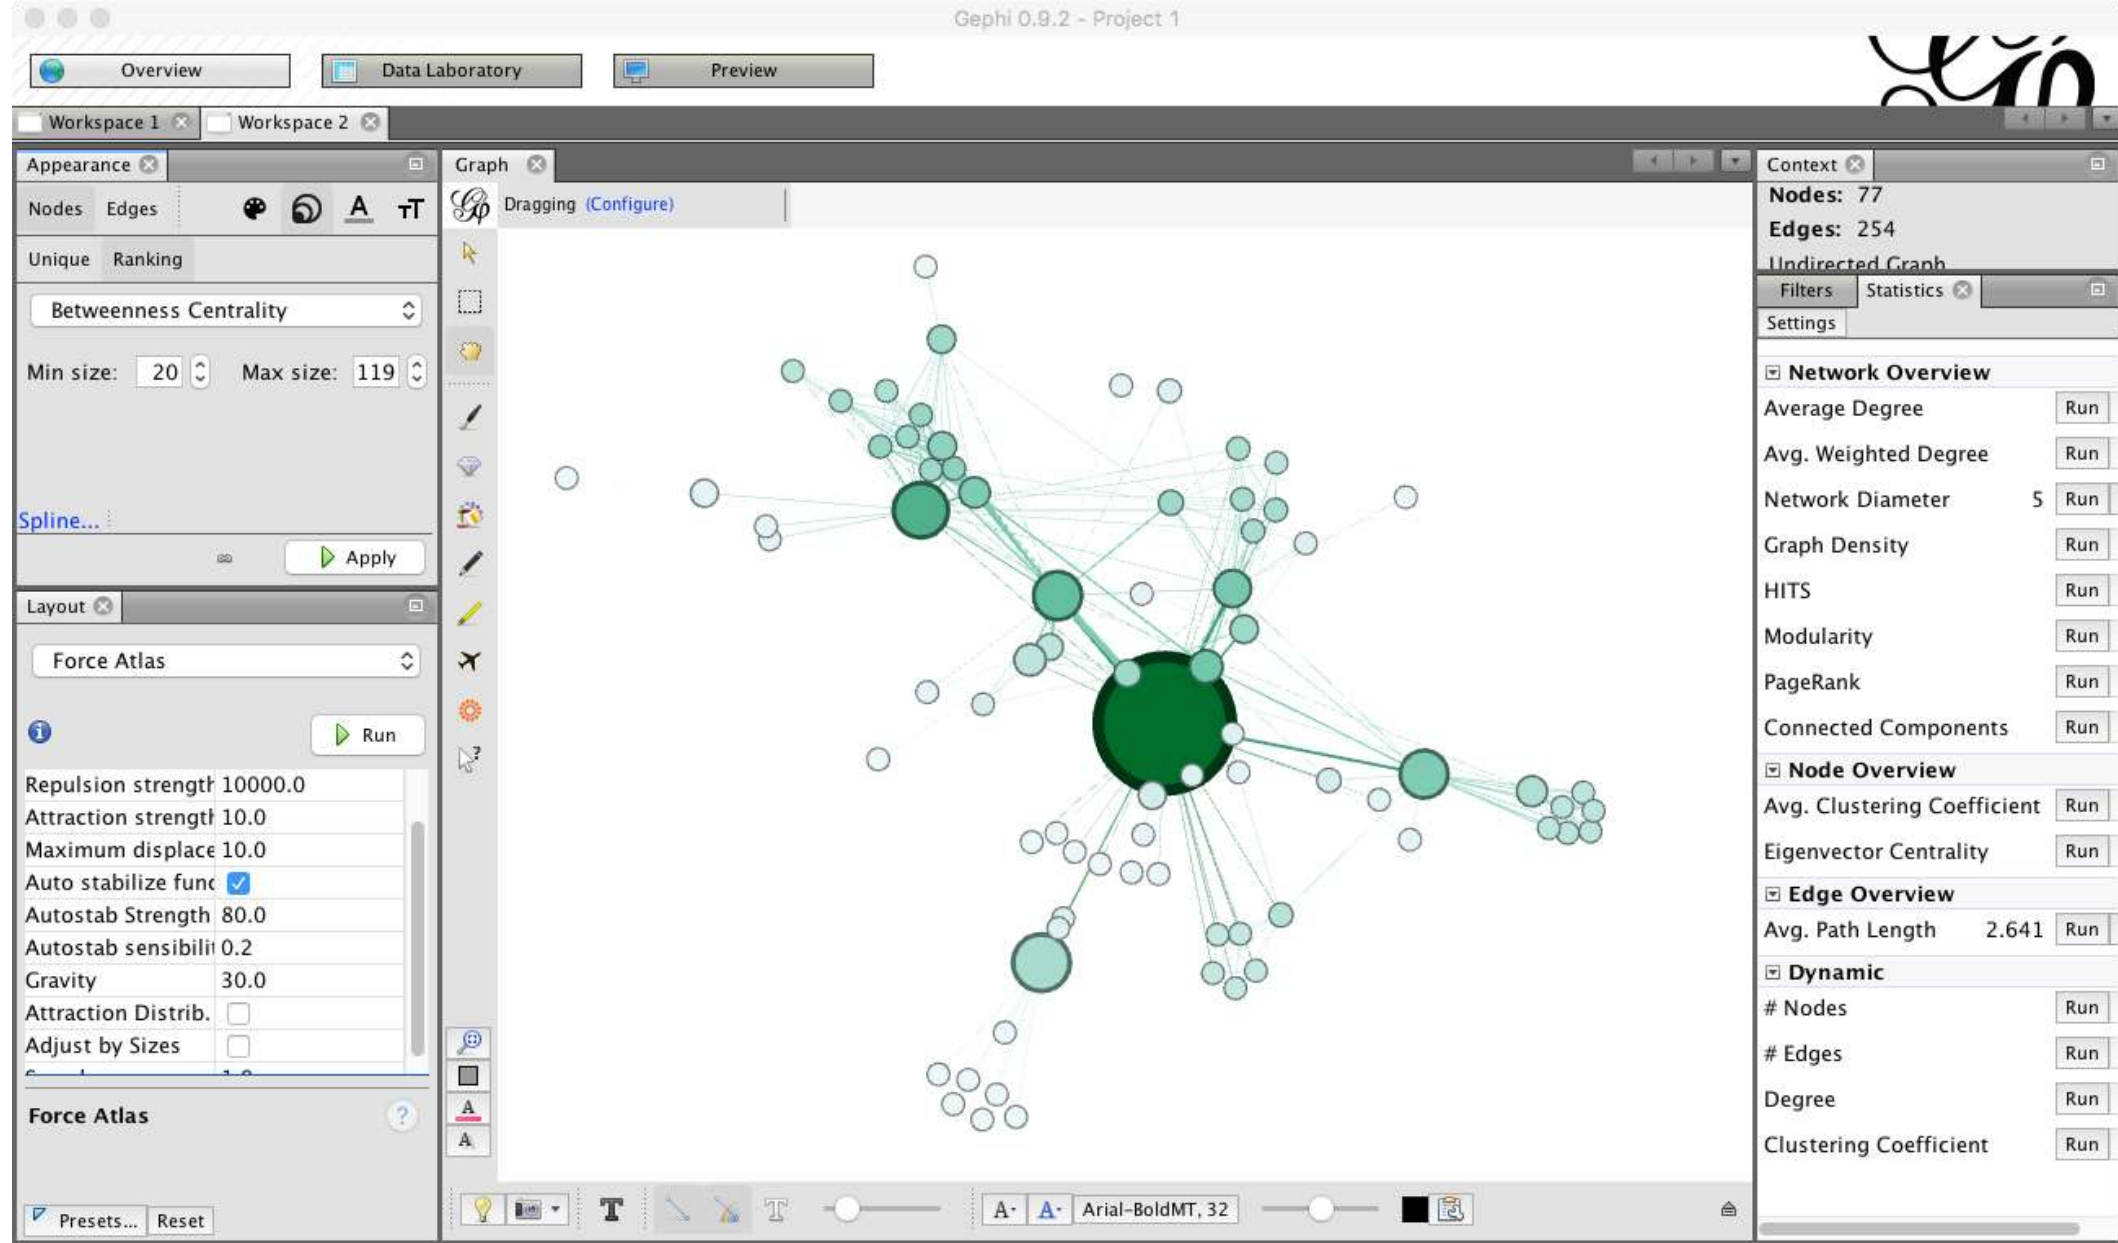 Gephi 0.9.2 - Project 1
Overview
Data Laboratory
Preview
Workspace 1
Workspace 2
Appearance
Nodes Edges
Unique Ranking
Betweenness Centrality
Min size: 20 Max size: 119
Spline...
Apply
Layout
Force Atlas
Run
Repulsion strength 10000.0
Attraction strengt 10.0
Maximum displace 10.0
Auto stabilize func
Autostab Strength 80.0
Autostab sensibilit 0.2
Gravity 30.0
Attraction Distrib.
Adjust by Sizes
Force Atlas
Presets... Reset
Graph
Dragging (Configure)
Arial-BoldMT, 32
Context
Nodes: 77
Edges: 254
Undirected Graph
Filters Statistics
Settings
Network Overview
Average Degree Run
Avg. Weighted Degree Run
Network Diameter 5 Run
Graph Density Run
HITS Run
Modularity Run
PageRank Run
Connected Components Run
Node Overview
Avg. Clustering Coefficient Run
Eigenvector Centrality Run
Edge Overview
Avg. Path Length 2.641 Run
Dynamic
# Nodes Run
# Edges Run
Degree Run
Clustering Coefficient Run